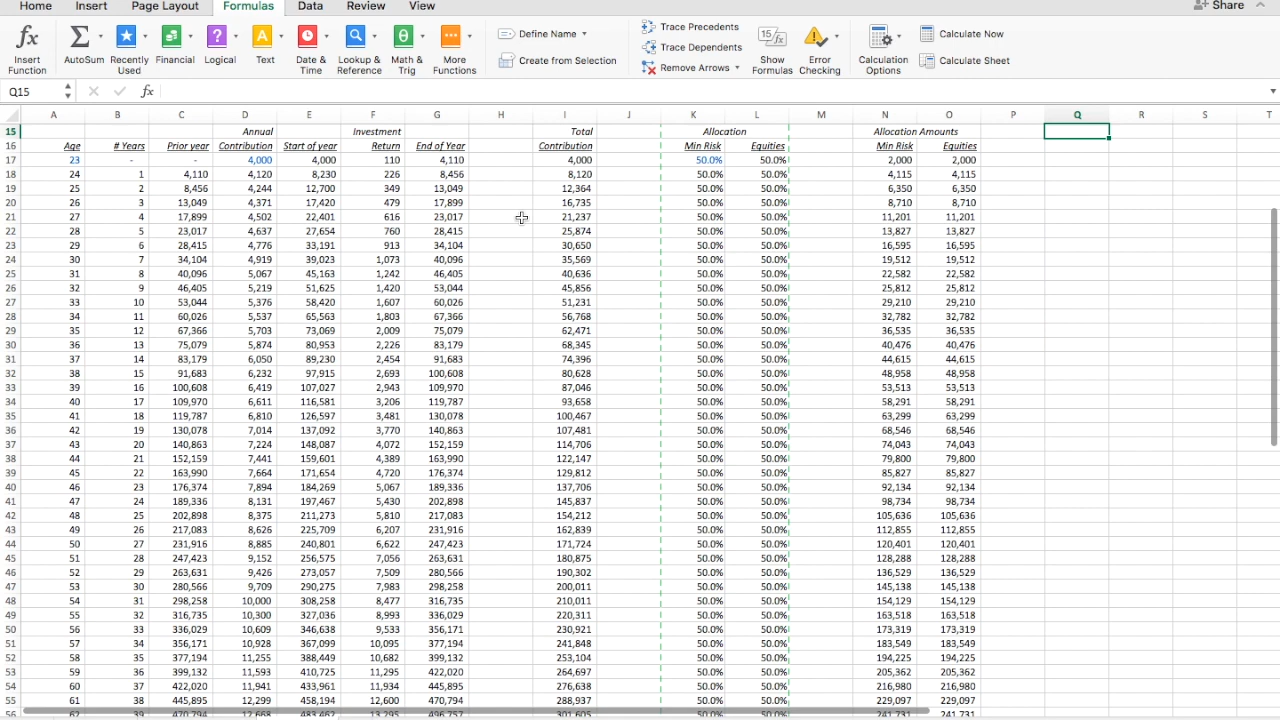 Home Insert Page Layout Formulas Data Review View Share
fx Insert Function AutoSum Recently Used Financial Logical ? Text A Date & Time Lookup & Reference Math & Trig θ More Functions Define Name Create from Selection Trace Precedents Trace Dependents Remove Arrows Show Formulas Error Checking Calculation Options Calculate Now Calculate Sheet
Q15 fx
A B C D E F G H I J K L M N O P Q R S T
15 Annual Investment Total Allocation Allocation Amounts
16 Age # Years Prior year Contribution Start of year Return End of Year Contribution Min Risk Equities Min Risk Equities
17 23 - - 4,000 4,000 110 4,110 4,000 50.0% 50.0% 2,000 2,000
18 24 1 4,110 4,120 8,230 226 8,456 8,120 50.0% 50.0% 4,115 4,115
19 25 2 8,456 4,244 12,700 349 13,049 12,364 50.0% 50.0% 6,350 6,350
20 26 3 13,049 4,371 17,420 479 17,899 16,735 50.0% 50.0% 8,710 8,710
21 27 4 17,899 4,502 22,401 616 23,017 21,237 50.0% 50.0% 11,201 11,201
22 28 5 23,017 4,637 27,654 760 28,415 25,874 50.0% 50.0% 13,827 13,827
23 29 6 28,415 4,776 33,191 913 34,104 30,650 50.0% 50.0% 16,595 16,595
24 30 7 34,104 4,919 39,023 1,073 40,096 35,569 50.0% 50.0% 19,512 19,512
25 31 8 40,096 5,067 45,163 1,242 46,405 40,636 50.0% 50.0% 22,582 22,582
26 32 9 46,405 5,219 51,625 1,420 53,044 45,856 50.0% 50.0% 25,812 25,812
27 33 10 53,044 5,376 58,420 1,607 60,026 51,231 50.0% 50.0% 29,210 29,210
28 34 11 60,026 5,537 65,563 1,803 67,366 56,768 50.0% 50.0% 32,782 32,782
29 35 12 67,366 5,703 73,069 2,009 75,079 62,471 50.0% 50.0% 36,535 36,535
30 36 13 75,079 5,874 80,953 2,226 83,179 68,345 50.0% 50.0% 40,476 40,476
31 37 14 83,179 6,050 89,230 2,454 91,683 74,396 50.0% 50.0% 44,615 44,615
32 38 15 91,683 6,232 97,915 2,693 100,608 80,628 50.0% 50.0% 48,958 48,958
33 39 16 100,608 6,419 107,027 2,943 109,970 87,046 50.0% 50.0% 53,513 53,513
34 40 17 109,970 6,611 116,581 3,206 119,787 93,658 50.0% 50.0% 58,291 58,291
35 41 18 119,787 6,810 126,597 3,481 130,078 100,467 50.0% 50.0% 63,299 63,299
36 42 19 130,078 7,014 137,092 3,770 140,863 107,481 50.0% 50.0% 68,546 68,546
37 43 20 140,863 7,224 148,087 4,072 152,159 114,706 50.0% 50.0% 74,043 74,043
38 44 21 152,159 7,441 159,601 4,389 163,990 122,147 50.0% 50.0% 79,800 79,800
39 45 22 163,990 7,664 171,654 4,720 176,374 129,812 50.0% 50.0% 85,827 85,827
40 46 23 176,374 7,894 184,269 5,067 189,336 137,706 50.0% 50.0% 92,134 92,134
41 47 24 189,336 8,131 197,467 5,430 202,898 145,837 50.0% 50.0% 98,734 98,734
42 48 25 202,898 8,375 211,273 5,810 217,083 154,212 50.0% 50.0% 105,636 105,636
43 49 26 217,083 8,626 225,709 6,207 231,916 162,839 50.0% 50.0% 112,855 112,855
44 50 27 231,916 8,885 240,801 6,622 247,423 171,724 50.0% 50.0% 120,401 120,401
45 51 28 247,423 9,152 256,575 7,056 263,631 180,875 50.0% 50.0% 128,288 128,288
46 52 29 263,631 9,426 273,057 7,509 280,566 190,302 50.0% 50.0% 136,529 136,529
47 53 30 280,566 9,709 290,275 7,983 298,258 200,011 50.0% 50.0% 145,138 145,138
48 54 31 298,258 10,000 308,258 8,477 316,735 210,011 50.0% 50.0% 154,129 154,129
49 55 32 316,735 10,300 327,036 8,993 336,029 220,311 50.0% 50.0% 163,518 163,518
50 56 33 336,029 10,609 346,638 9,533 356,171 230,921 50.0% 50.0% 173,319 173,319
51 57 34 356,171 10,928 367,099 10,095 377,194 241,848 50.0% 50.0% 183,549 183,549
52 58 35 377,194 11,255 388,449 10,682 399,132 253,104 50.0% 50.0% 194,225 194,225
53 59 36 399,132 11,593 410,725 11,295 422,020 264,697 50.0% 50.0% 205,362 205,362
54 60 37 422,020 11,941 433,961 11,934 445,895 276,638 50.0% 50.0% 216,980 216,980
55 61 38 445,895 12,299 458,194 12,600 470,794 288,937 50.0% 50.0% 229,097 229,097
56 62 39 470,794 12,668 483,462 13,295 496,757 301,605 50.0% 50.0% 241,731 241,731